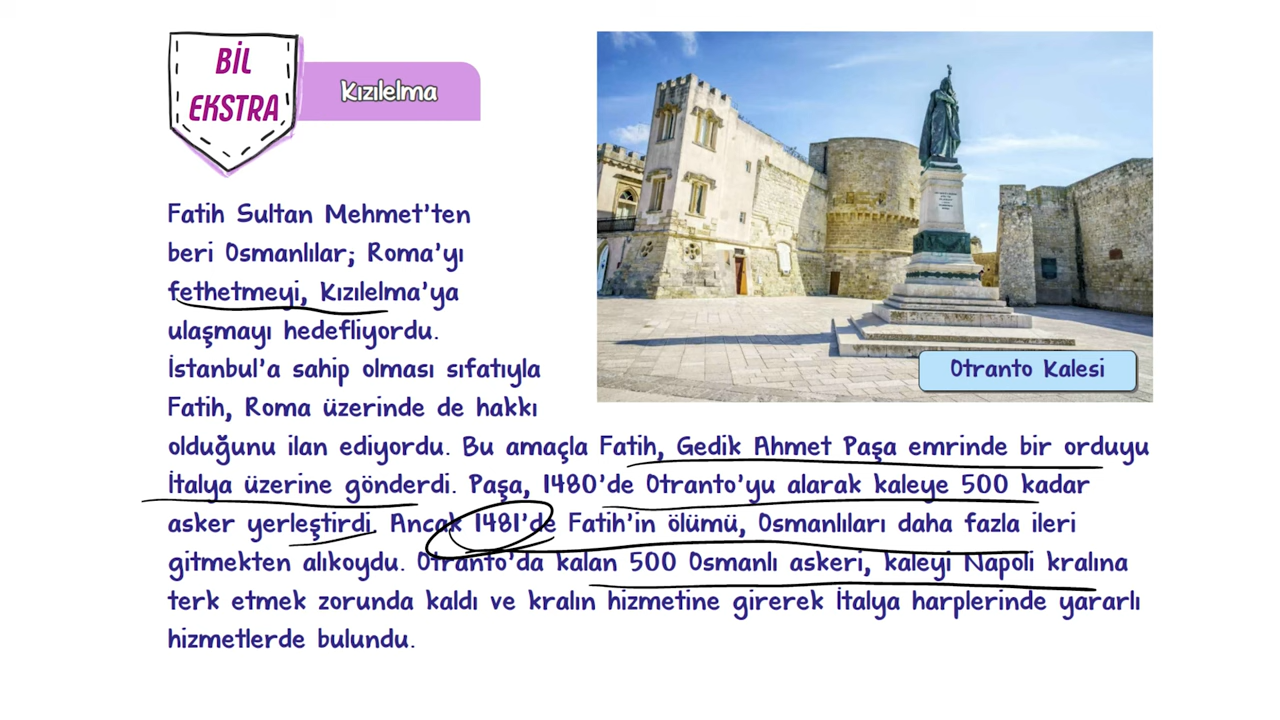 BİL
EKSTRA
Kızılelma
Fatih Sultan Mehmet'ten
beri Osmanlılar; Roma'yı
fethetmeyi, Kızılelma'ya
ulaşmayı hedefliyordu.
İstanbul'a sahip olması sıfatıyla
Fatih, Roma üzerinde de hakkı
olduğunu ilan ediyordu. Bu amaçla Fatih, Gedik Ahmet Paşa emrinde bir orduyu
İtalya üzerine gönderdi. Paşa, 1480'de Otranto'yu alarak kaleye 500 kadar
asker yerleştirdi. Ancak 1481'de Fatih'in ölümü, Osmanlıları daha fazla ileri
gitmekten alıkoydu. Otranto'da kalan 500 Osmanlı askeri, kaleyi Napoli kralına
terk etmek zorunda kaldı ve kralın hizmetine girerek İtalya harplerinde yararlı
hizmetlerde bulundu.
Otranto Kalesi